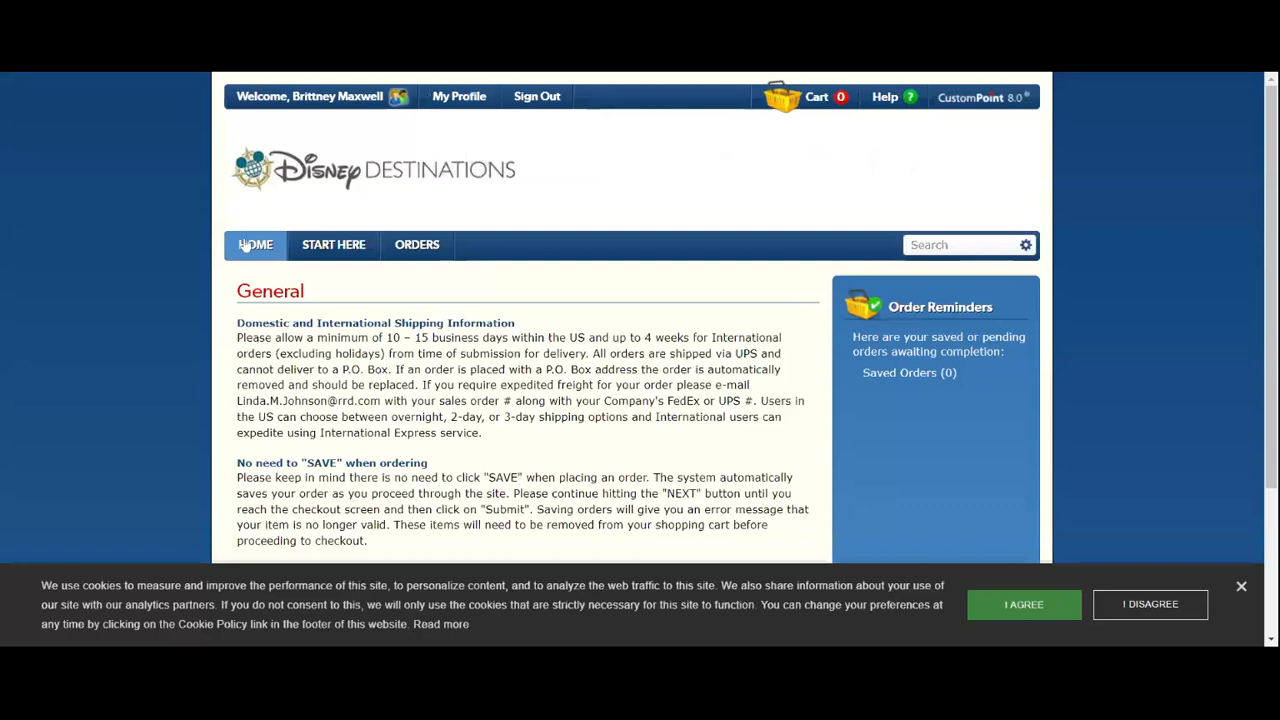 Welcome, Brittney Maxwell My Profile Sign Out Cart 0 Help ? CustomPoint 8.0®
Disney DESTINATIONS
HOME START HERE ORDERS Search
General
Domestic and International Shipping Information
Please allow a minimum of 10 – 15 business days within the US and up to 4 weeks for International
orders (excluding holidays) from time of submission for delivery. All orders are shipped via UPS and
cannot deliver to a P.O. Box. If an order is placed with a P.O. Box address the order is automatically
removed and should be replaced. If you require expedited freight for your order please e-mail
Linda.M.Johnson@rrd.com with your sales order # along with your Company's FedEx or UPS #. Users in
the US can choose between overnight, 2-day, or 3-day shipping options and International users can
expedite using International Express service.
No need to "SAVE" when ordering
Please keep in mind there is no need to click "SAVE" when placing an order. The system automatically
saves your order as you proceed through the site. Please continue hitting the "NEXT" button until you
reach the checkout screen and then click on "Submit". Saving orders will give you an error message that
your item is no longer valid. These items will need to be removed from your shopping cart before
proceeding to checkout.
Order Reminders
Here are your saved or pending
orders awaiting completion:
Saved Orders (0)
We use cookies to measure and improve the performance of this site, to personalize content, and to analyze the web traffic to this site. We also share information about your use of
our site with our analytics partners. If you do not consent to this, we will only use the cookies that are strictly necessary for this site to function. You can change your preferences at
any time by clicking on the Cookie Policy link in the footer of this website. Read more
I AGREE I DISAGREE